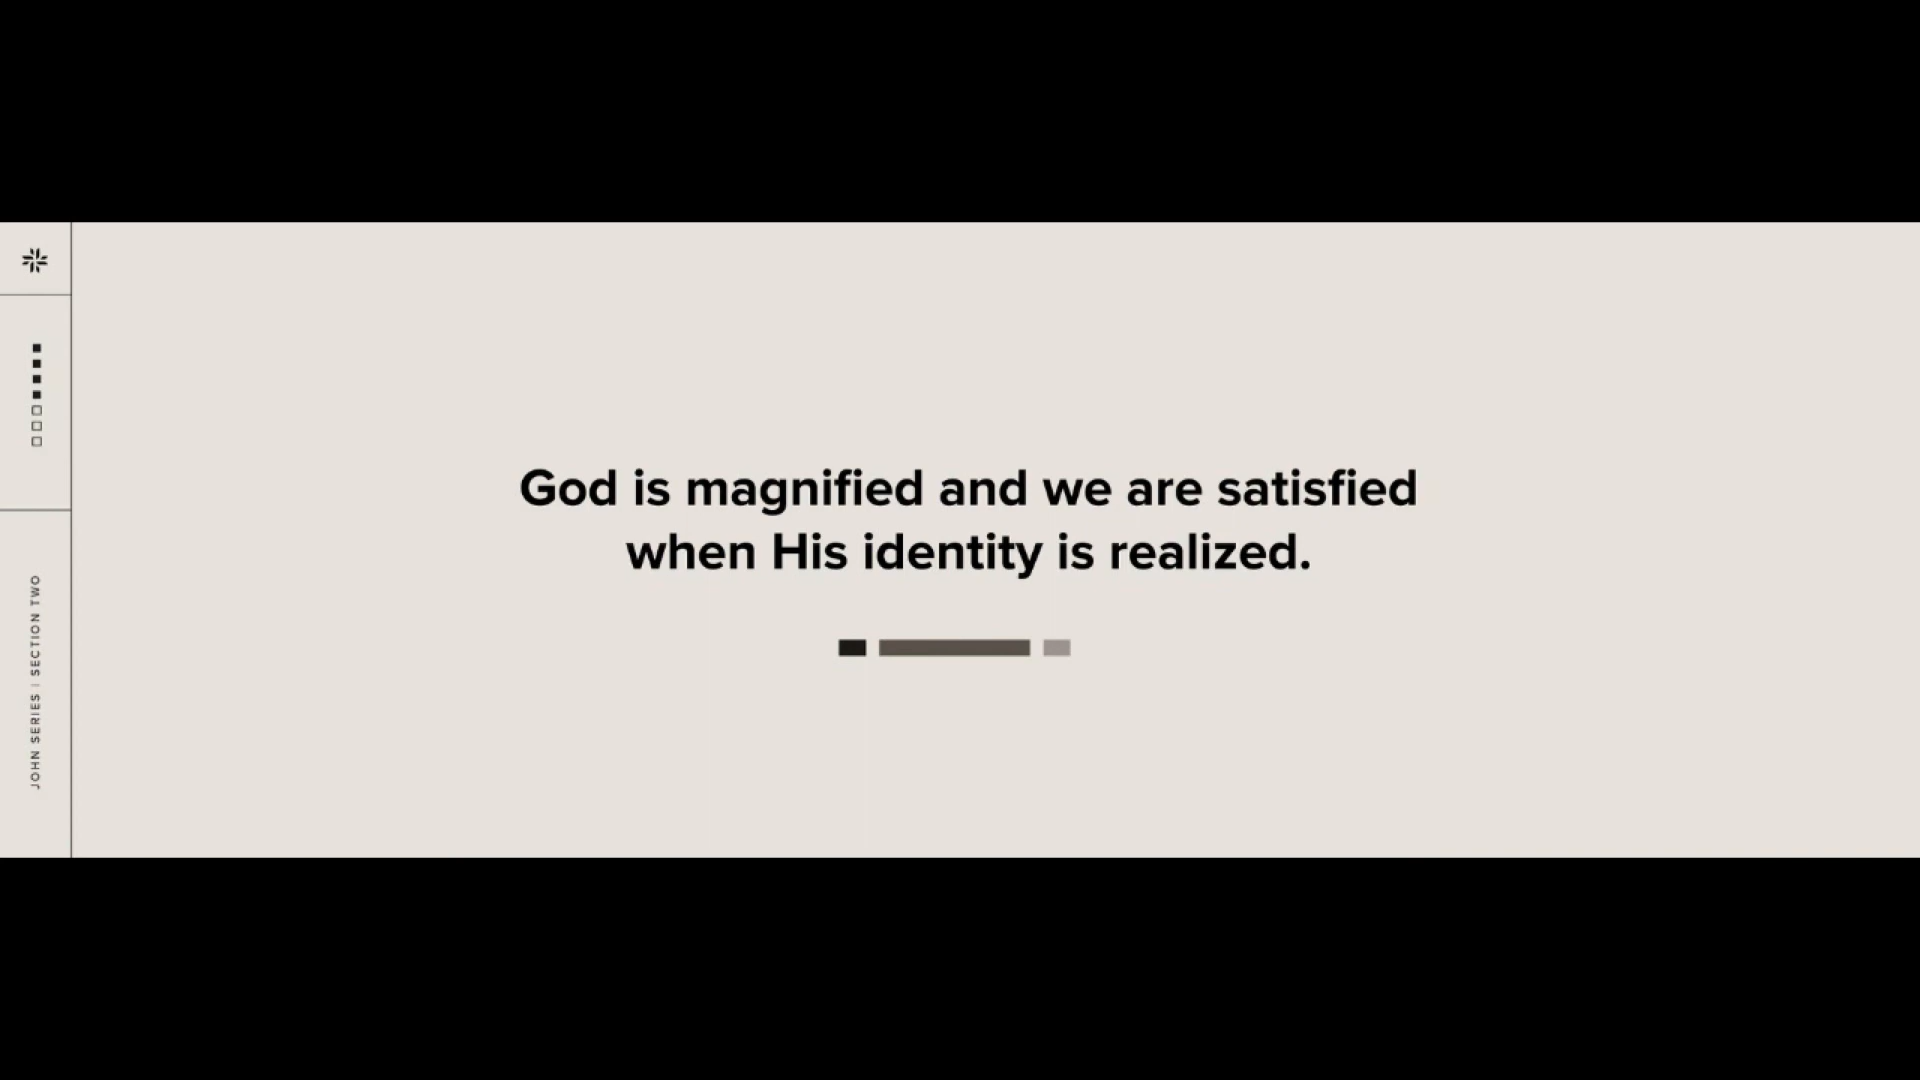 God is magnified and we are satisfied
when His identity is realized.
JOHN SERIES | SECTION TWO